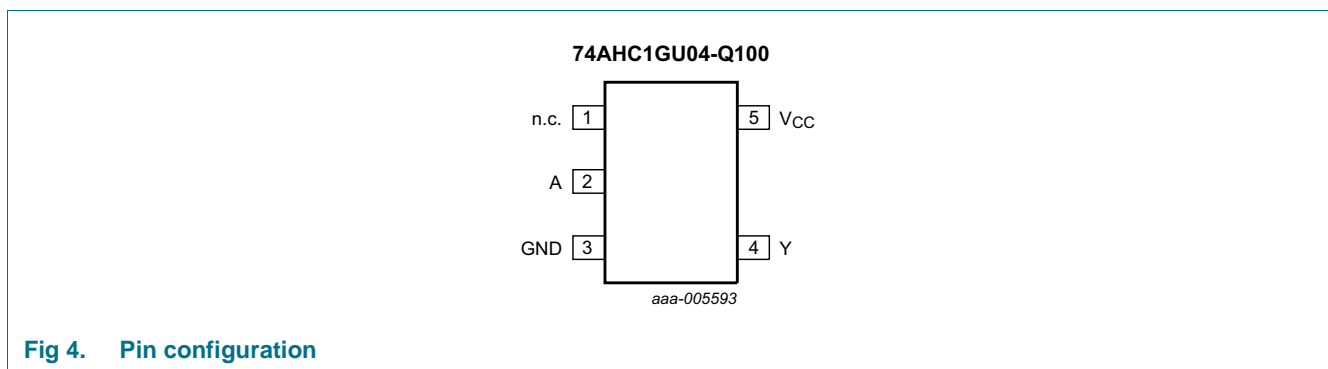 74AHC1GU04-Q100
n.c. 1 5 VCC
A 2
GND 3 4 Y
aaa-005593
Fig 4. Pin configuration